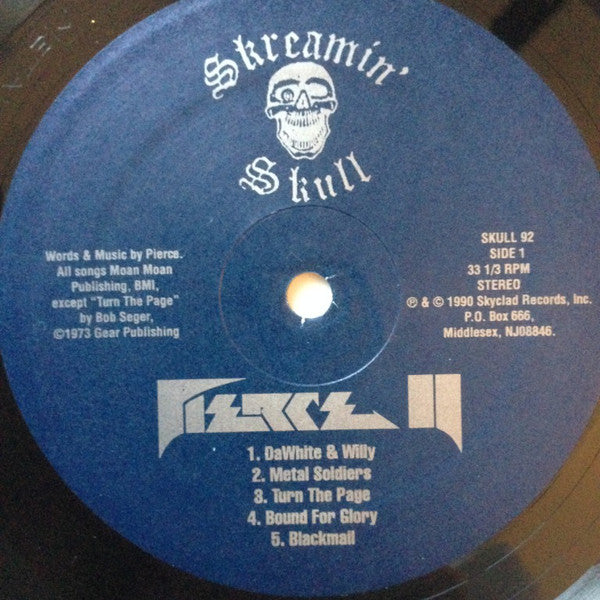 Skreamin'
Skull
Words & Music by Pierce.
All songs Moan Moan
Publishing, BMI,
except "Turn The Page"
by Bob Seger,
©1973 Gear Publishing
SKULL 92
SIDE 1
33 1/3 RPM
STEREO
℗ & © 1990 Skyclad Records, Inc.
P.O. Box 666,
Middlesex, NJ08846.
PIERCE II
1. DaWhite & Willy
2. Metal Soldiers
3. Turn The Page
4. Bound For Glory
5. Blackmail